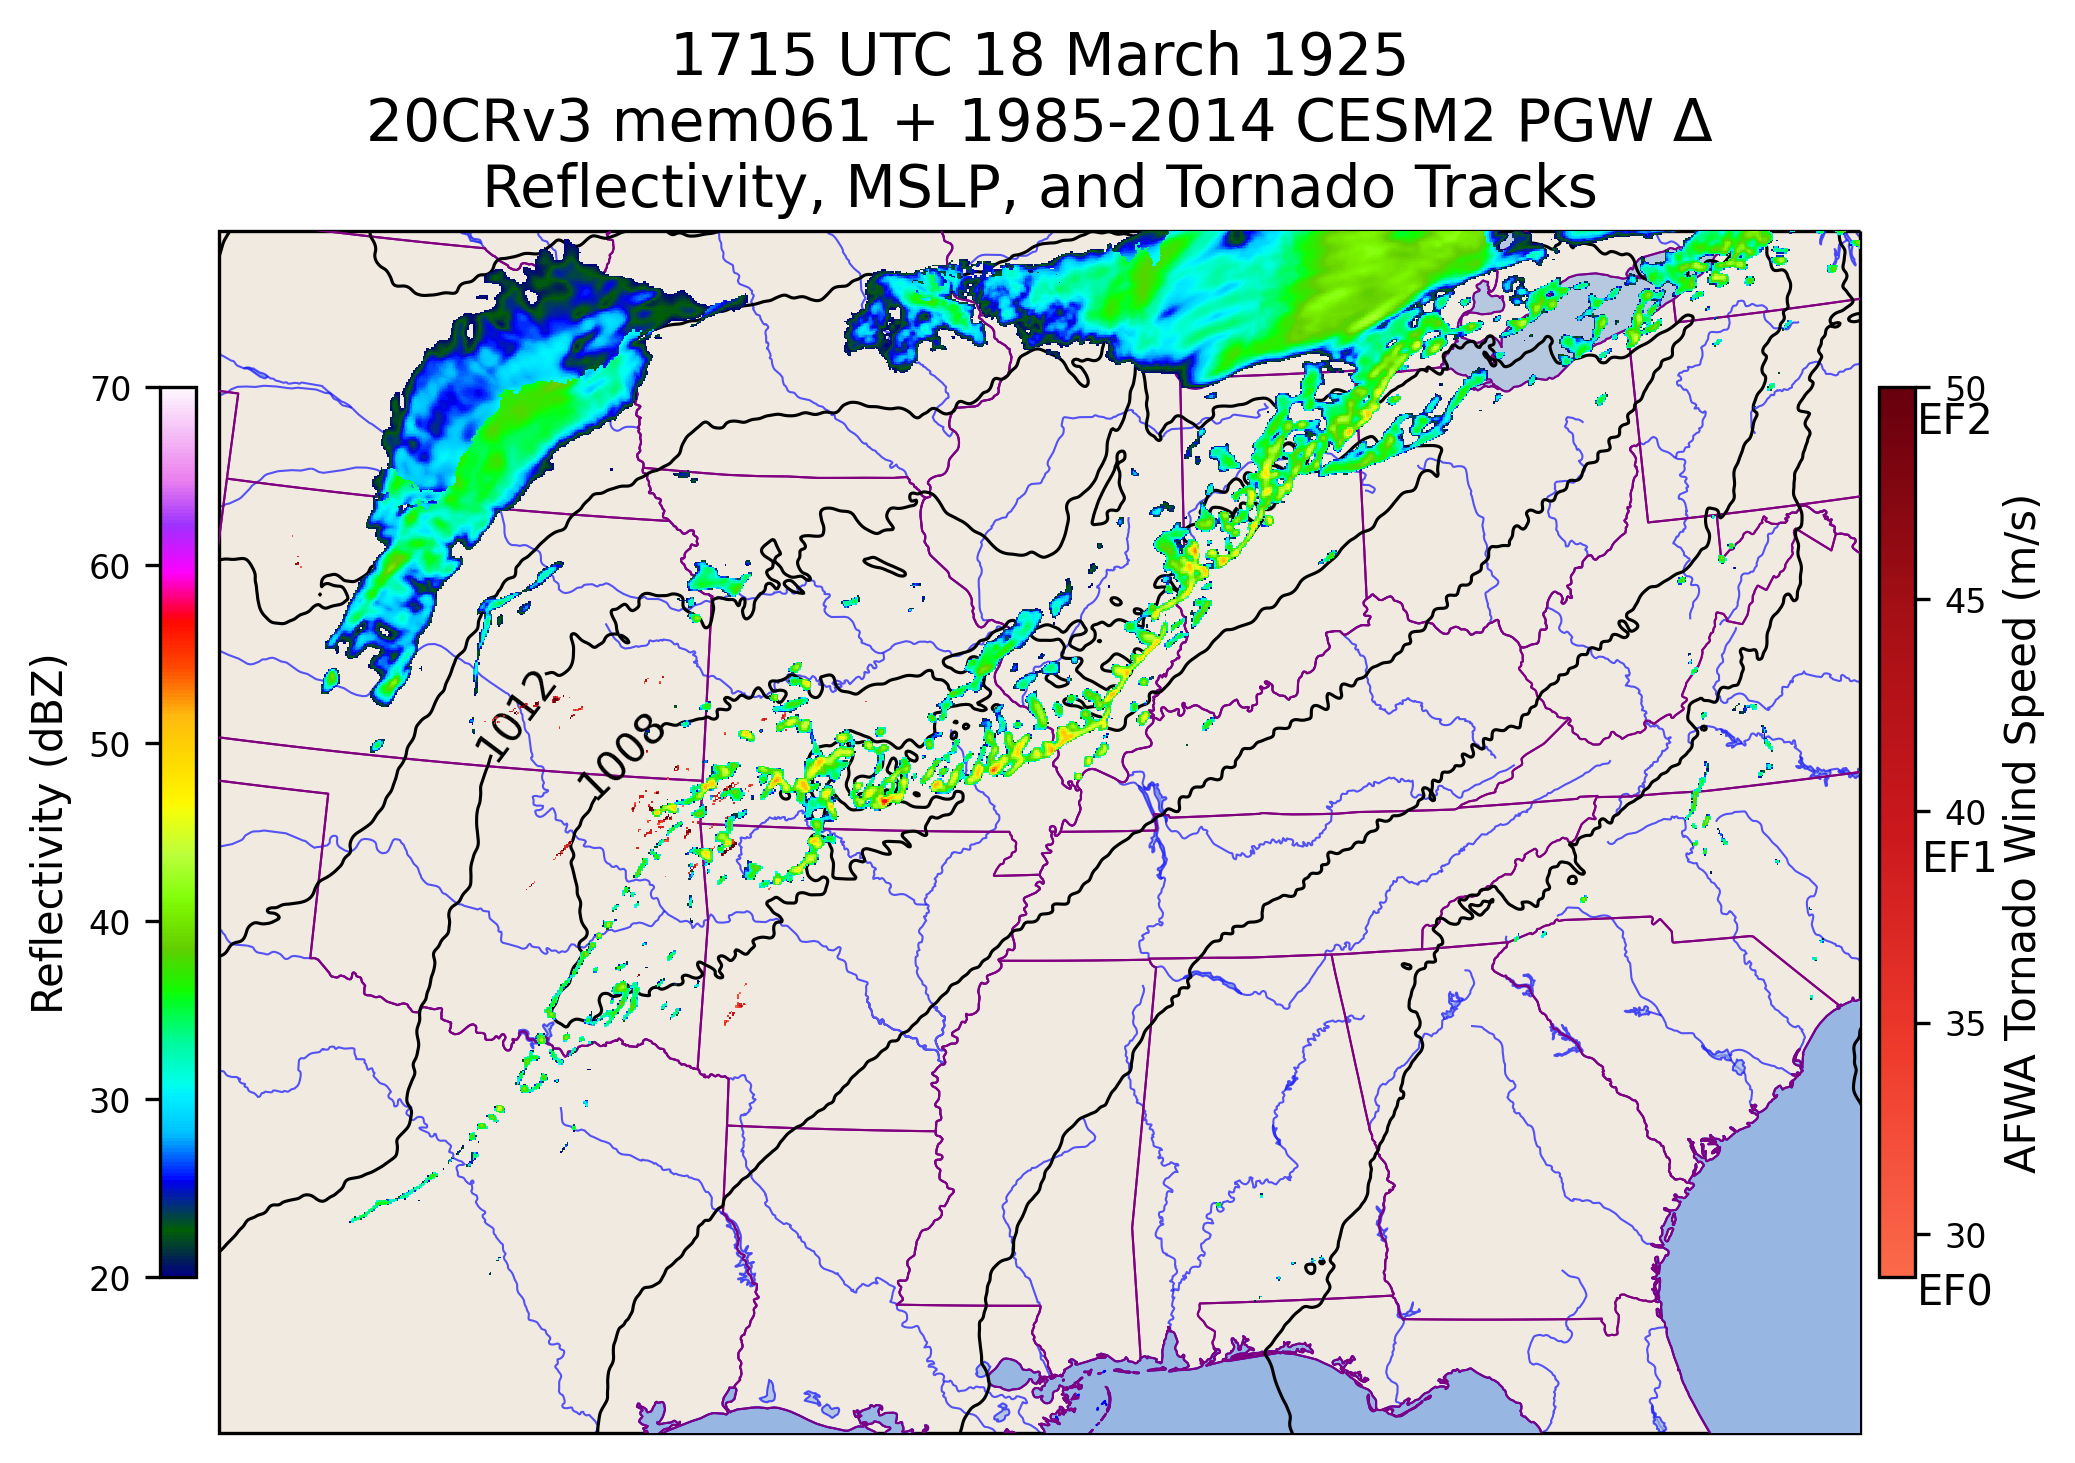 1715 UTC 18 March 1925
20CRv3 mem061 + 1985-2014 CESM2 PGW Δ
Reflectivity, MSLP, and Tornado Tracks
Reflectivity (dBZ)
70
60
50
40
30
20
1012
1008
50
EF2
45
40
EF1
35
30
EF0
AFWA Tornado Wind Speed (m/s)